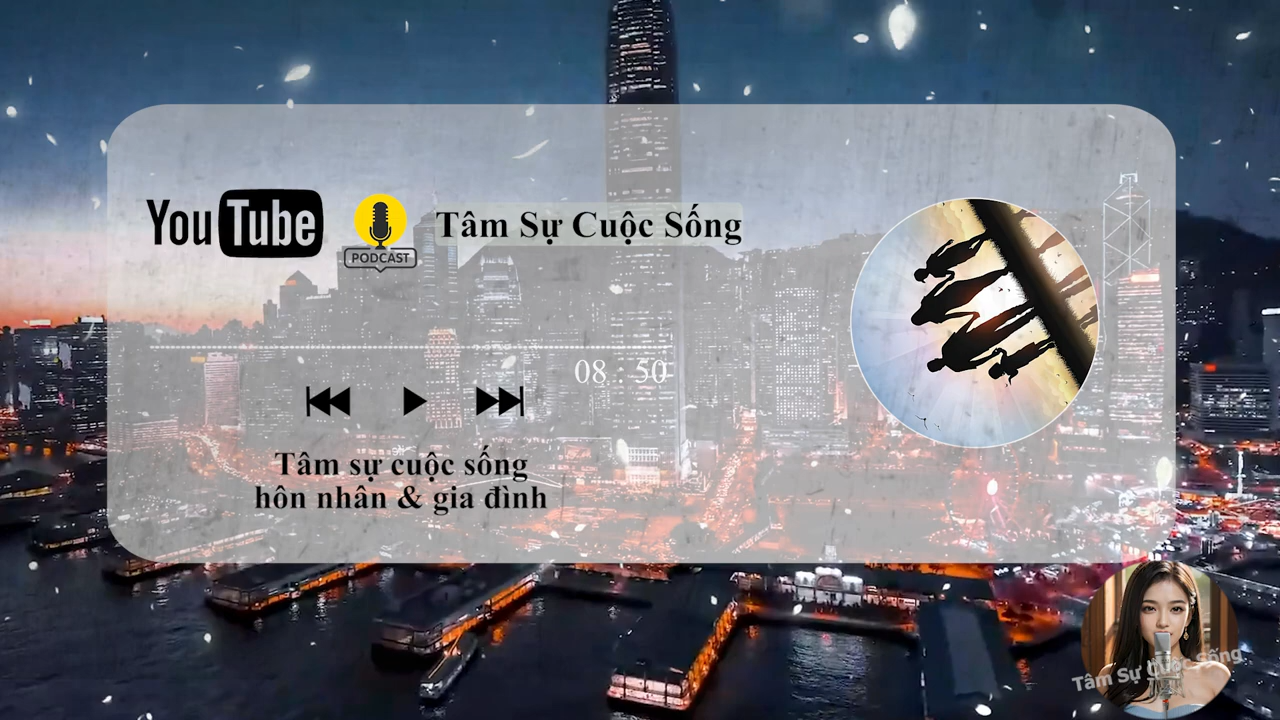 YouTube
PODCAST
Tâm Sự Cuộc Sống
08 : 50
Tâm sự cuộc sống
hôn nhân & gia đình
Tâm Sự Cuộc Sống